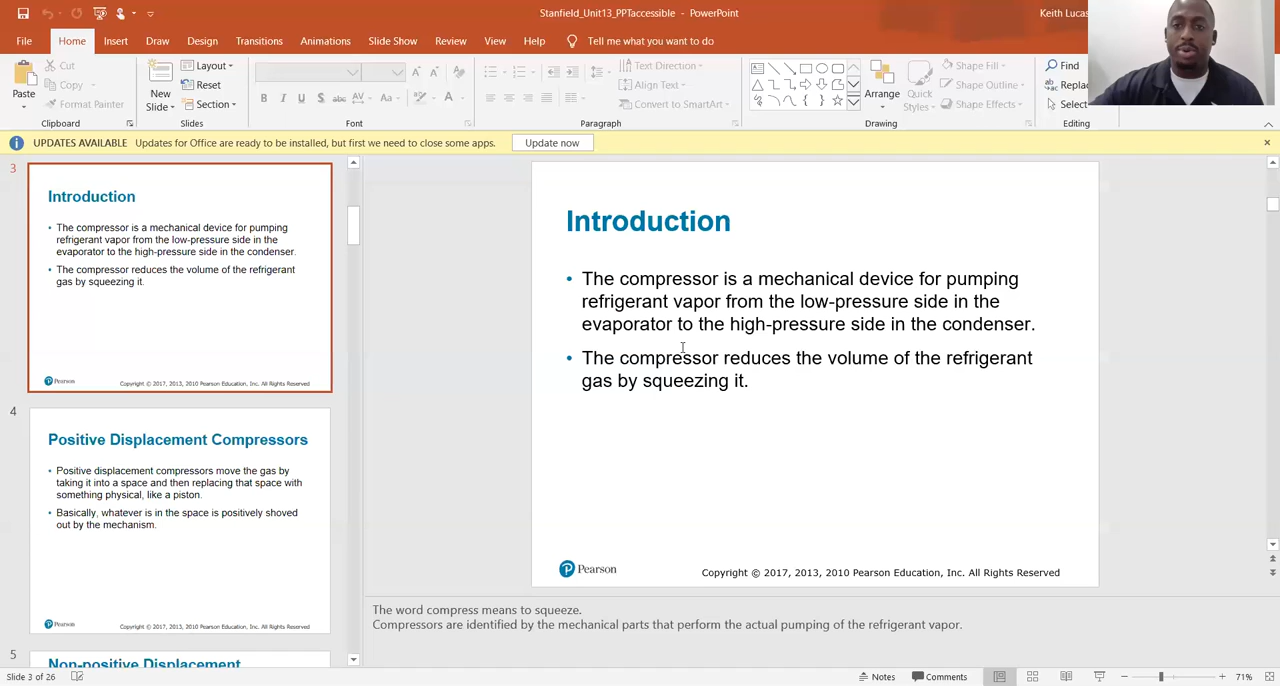 Stanfield_Unit13_PPTaccessible - PowerPoint
Keith Lucas
File Home Insert Draw Design Transitions Animations Slide Show Review View Help Tell me what you want to do
Paste
Cut
Copy
Format Painter
Clipboard
New Slide
Layout
Reset
Section
Slides
Font
Text Direction
Align Text
Convert to SmartArt
Paragraph
Arrange
Quick Styles
Shape Fill
Shape Outline
Shape Effects
Drawing
Find
Select
Editing
UPDATES AVAILABLE Updates for Office are ready to be installed, but first we need to close some apps. Update now
3
Introduction
• The compressor is a mechanical device for pumping
refrigerant vapor from the low-pressure side in the
evaporator to the high-pressure side in the condenser.
• The compressor reduces the volume of the refrigerant
gas by squeezing it.
Pearson
Copyright © 2017, 2013, 2010 Pearson Education, Inc. All Rights Reserved
4
Positive Displacement Compressors
• Positive displacement compressors move the gas by
taking it into a space and then replacing that space with
something physical, like a piston.
• Basically, whatever is in the space is positively shoved
out by the mechanism.
Pearson
Copyright © 2017, 2013, 2010 Pearson Education, Inc. All Rights Reserved
5
Non-positive Displacement
Introduction
• The compressor is a mechanical device for pumping
refrigerant vapor from the low-pressure side in the
evaporator to the high-pressure side in the condenser.
• The compressor reduces the volume of the refrigerant
gas by squeezing it.
Pearson
Copyright © 2017, 2013, 2010 Pearson Education, Inc. All Rights Reserved
The word compress means to squeeze.
Compressors are identified by the mechanical parts that perform the actual pumping of the refrigerant vapor.
Slide 3 of 26
Notes
Comments
71%